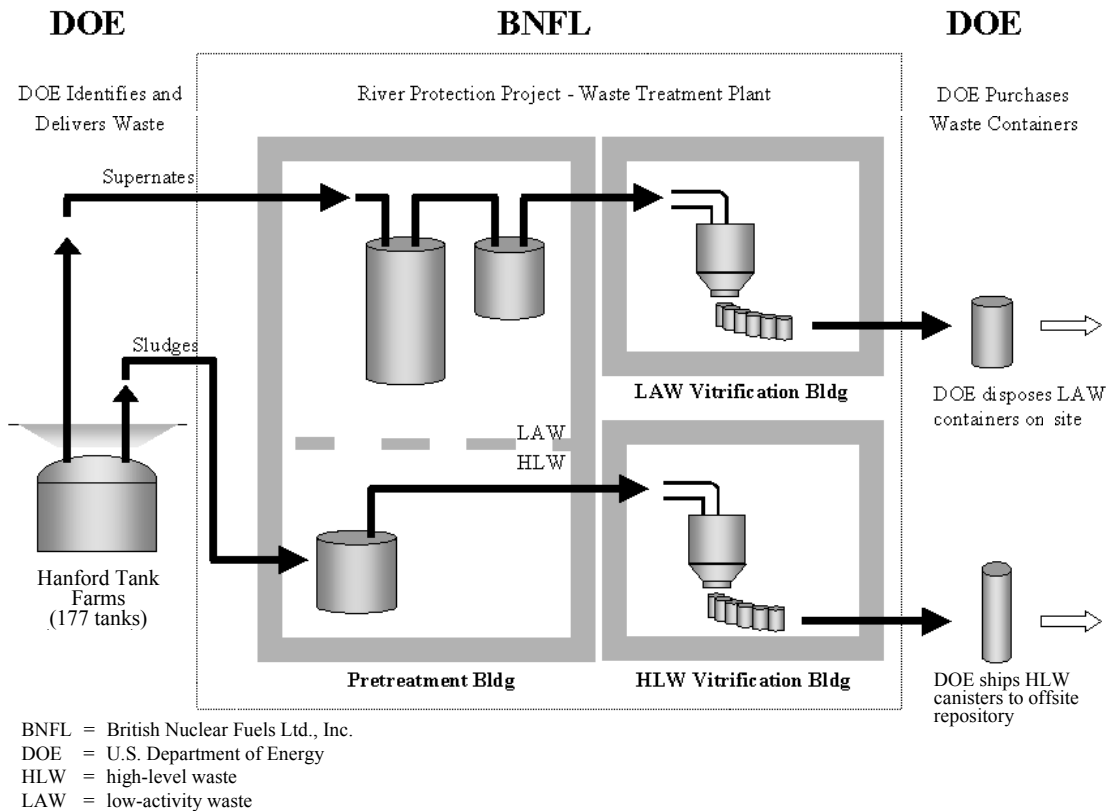 DOE
BNFL
DOE
DOE Identifies and
Delivers Waste
River Protection Project - Waste Treatment Plant
DOE Purchases
Waste Containers
Supernates
Sludges
LAW Vitrification Bldg
DOE disposes LAW
containers on site
LAW
HLW
Hanford Tank
Farms
(177 tanks)
Pretreatment Bldg
HLW Vitrification Bldg
DOE ships HLW
canisters to offsite
repository
BNFL = British Nuclear Fuels Ltd., Inc.
DOE = U.S. Department of Energy
HLW = high-level waste
LAW = low-activity waste